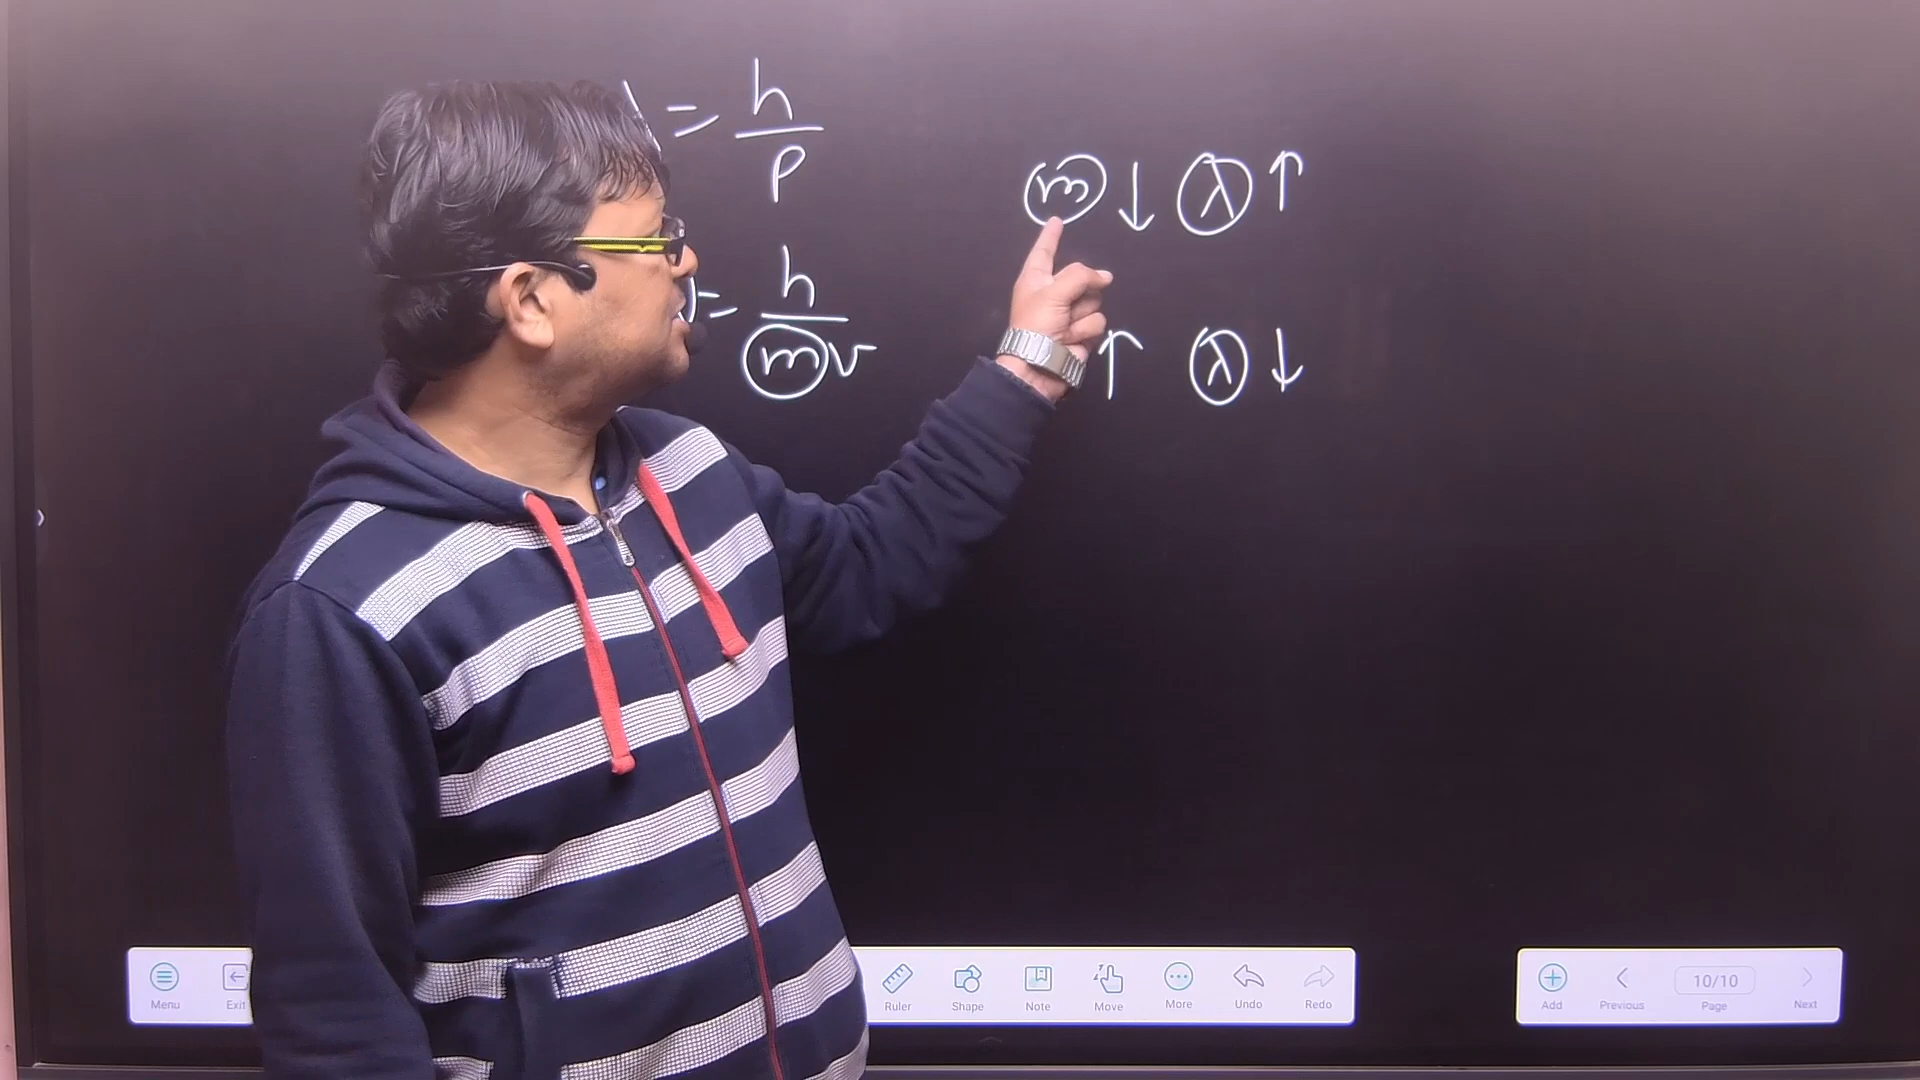 = h/p
m ↓ λ ↑
= h/mv
↑ λ ↓
Menu Exit Ruler Shape Note Move More Undo Redo Add Previous 10/10 Page Next